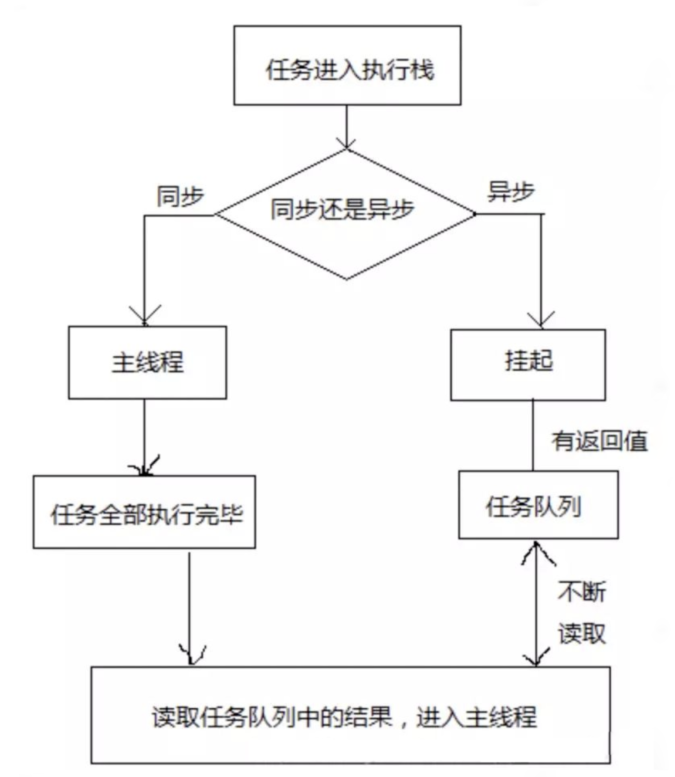 任务进入执行栈
同步
同步还是异步
异步
主线程
挂起
有返回值
任务全部执行完毕
任务队列
不断
读取
读取任务队列中的结果，进入主线程